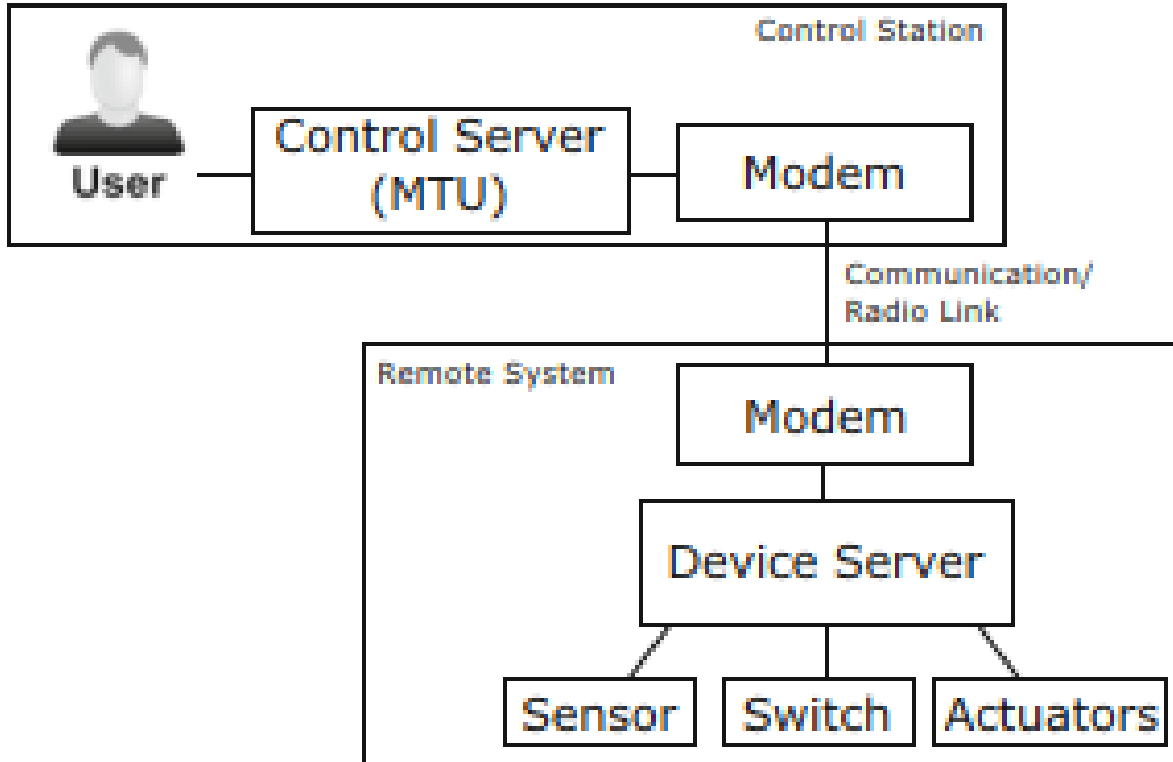 Control Station
User
Control Server
(MTU)
Modem
Communication/
Radio Link
Remote System
Modem
Device Server
Sensor
Switch
Actuators